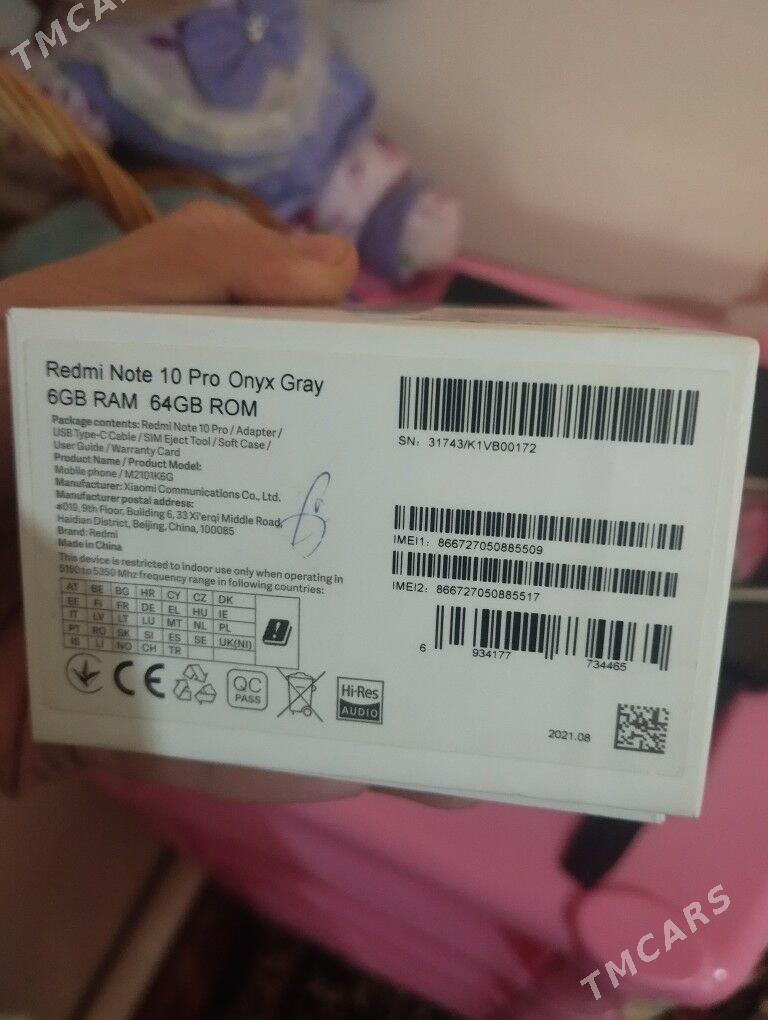 TMCARS
Redmi Note 10 Pro Onyx Gray
6GB RAM 64GB ROM
Package contents: Redmi Note 10 Pro / Adapter /
USB Type-C Cable / SIM Eject Tool / Soft Case /
User Guide / Warranty Card
Product Name / Product Model:
Mobile phone / M2101K6G
Manufacturer: Xiaomi Communications Co., Ltd.
Manufacturer postal address:
#019, 9th Floor, Building 6, 33 Xi'erqi Middle Road,
Haidian District, Beijing, China, 100085
Brand: Redmi
Made in China
This device is restricted to indoor use only when operating in
5150 to 5350 Mhz frequency range in following countries:
AT BE BG HR CY CZ DK
EE FI FR DE EL HU IE
IT LV LT LU MT NL PL
PT RO SK SI ES SE UK(NI)
IS LI NO CH TR
CE
QC
PASS
Hi-Res
AUDIO
SN: 31743/K1VB00172
IMEI1: 866727050885509
IMEI2: 866727050885517
6 934177 734465
2021.08
TMCARS